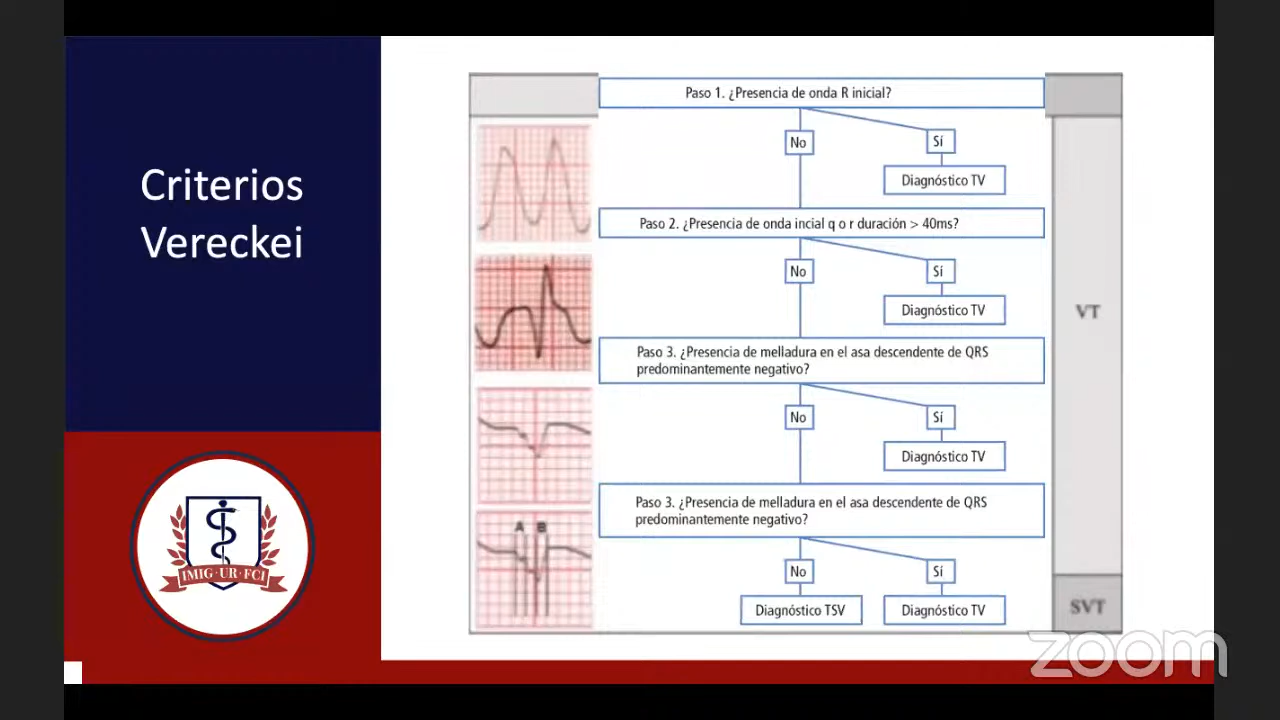 Criterios
Vereckei
Paso 1. ¿Presencia de onda R inicial?
No
Sí
Diagnóstico TV
Paso 2. ¿Presencia de onda incial q o r duración > 40ms?
No
Sí
Diagnóstico TV
Paso 3. ¿Presencia de melladura en el asa descendente de QRS
predominantemente negativo?
No
Sí
Diagnóstico TV
Paso 3. ¿Presencia de melladura en el asa descendente de QRS
predominantemente negativo?
No
Sí
Diagnóstico TSV
Diagnóstico TV
A B
VT
SVT
IMIG·UR·FCI
zoom